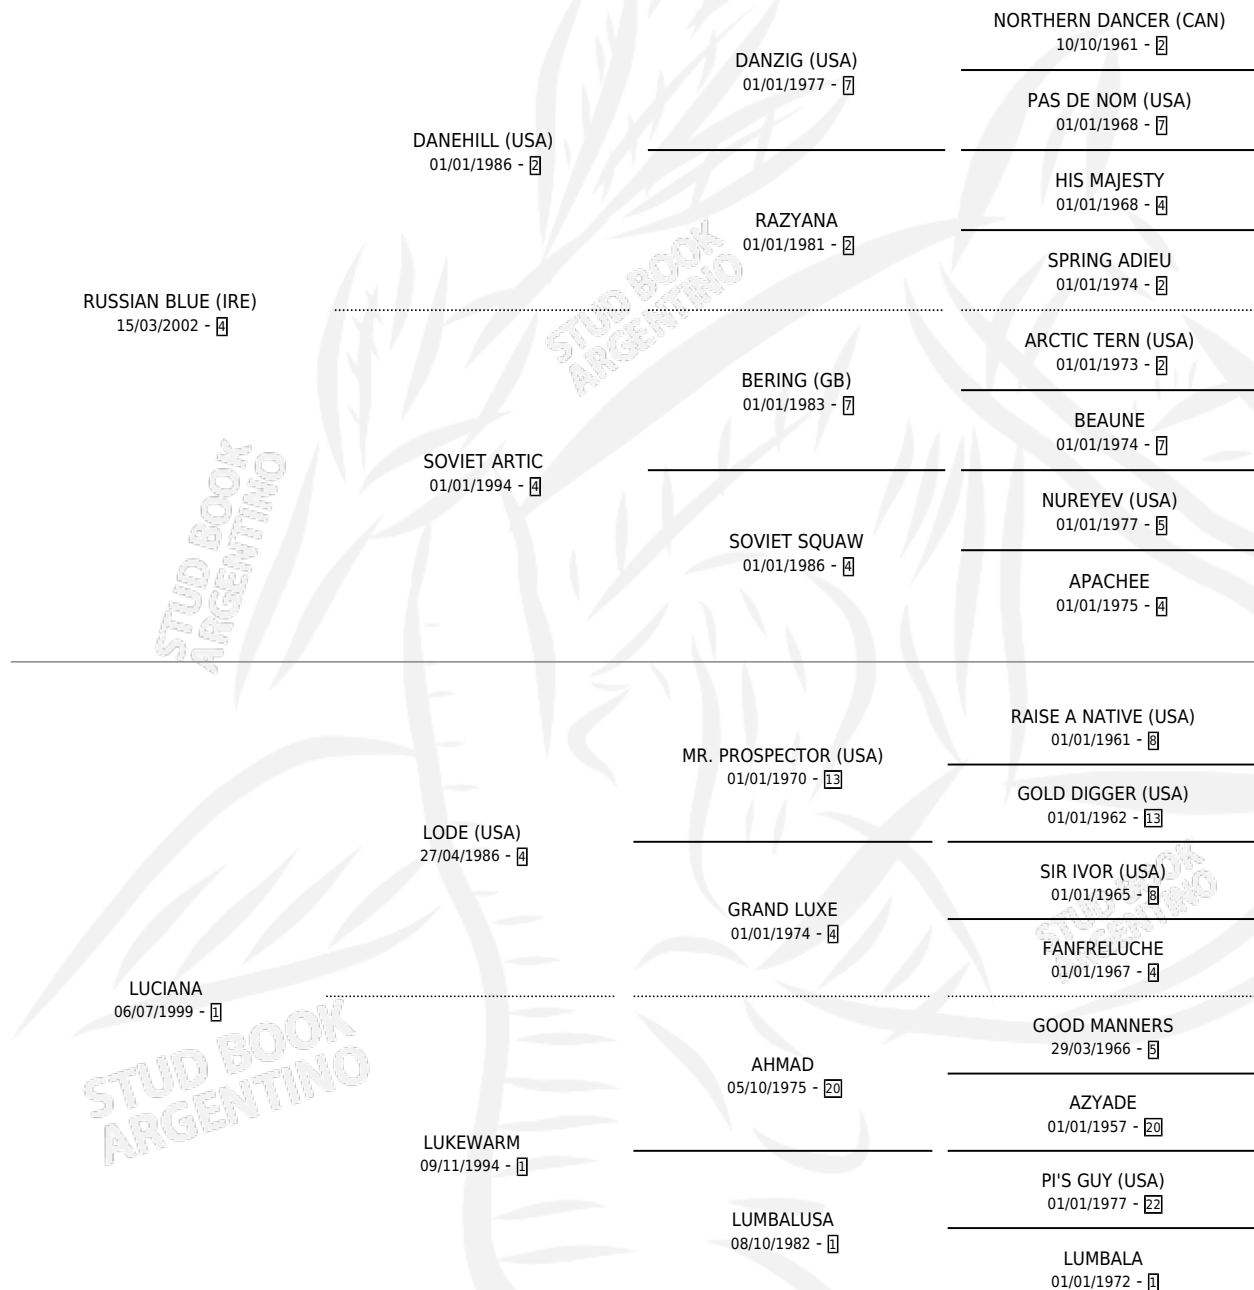 NORTHERN DANCER (CAN)
10/10/1961 - 2
DANZIG (USA)
01/01/1977 - 7
PAS DE NOM (USA)
01/01/1968 - 7
DANEHILL (USA)
01/01/1986 - 2
HIS MAJESTY
01/01/1968 - 4
RAZYANA
01/01/1981 - 2
SPRING ADIEU
01/01/1974 - 2
RUSSIAN BLUE (IRE)
15/03/2002 - 4
ARCTIC TERN (USA)
01/01/1973 - 2
BERING (GB)
01/01/1983 - 7
BEAUNE
01/01/1974 - 7
SOVIET ARTIC
01/01/1994 - 4
NUREYEV (USA)
01/01/1977 - 5
SOVIET SQUAW
01/01/1986 - 4
APACHEE
01/01/1975 - 4
RAISE A NATIVE (USA)
01/01/1961 - 8
MR. PROSPECTOR (USA)
01/01/1970 - 13
GOLD DIGGER (USA)
01/01/1962 - 13
LODE (USA)
27/04/1986 - 4
SIR IVOR (USA)
01/01/1965 - 8
GRAND LUXE
01/01/1974 - 4
FANFRELUCHE
01/01/1967 - 4
LUCIANA
06/07/1999 - 1
GOOD MANNERS
29/03/1966 - 5
AHMAD
05/10/1975 - 20
AZYADE
01/01/1957 - 20
LUKEWARM
09/11/1994 - 1
PI'S GUY (USA)
01/01/1977 - 22
LUMBALUSA
08/10/1982 - 1
LUMBALA
01/01/1972 - 1
STUD BOOK
ARGENTINO
STUD BOOK
ARGENTINO
STUD BOOK
ARGENTINO
STUD BOOK
ARGENTINO